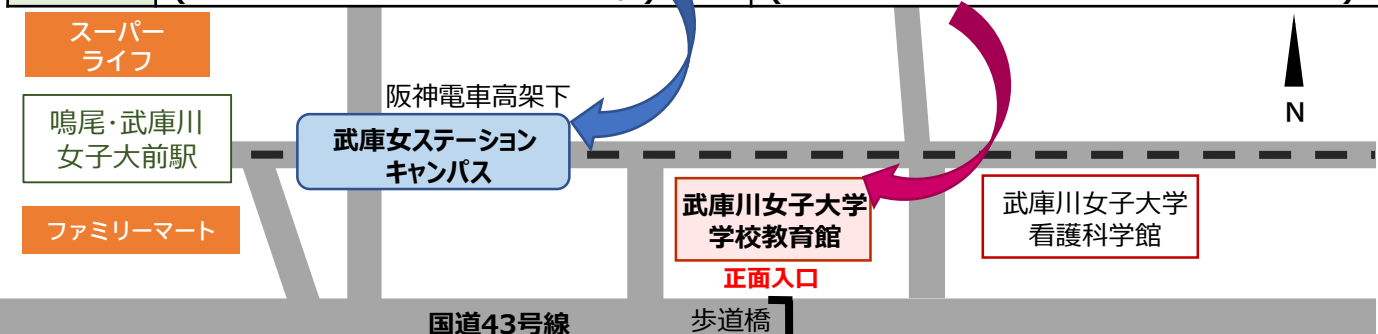 スーパー
ライフ
阪神電車高架下
N
鳴尾・武庫川
女子大前駅
武庫女ステーション
キャンパス
武庫川女子大学
学校教育館
正面入口
武庫川女子大学
看護科学館
ファミリーマート
国道43号線
歩道橋